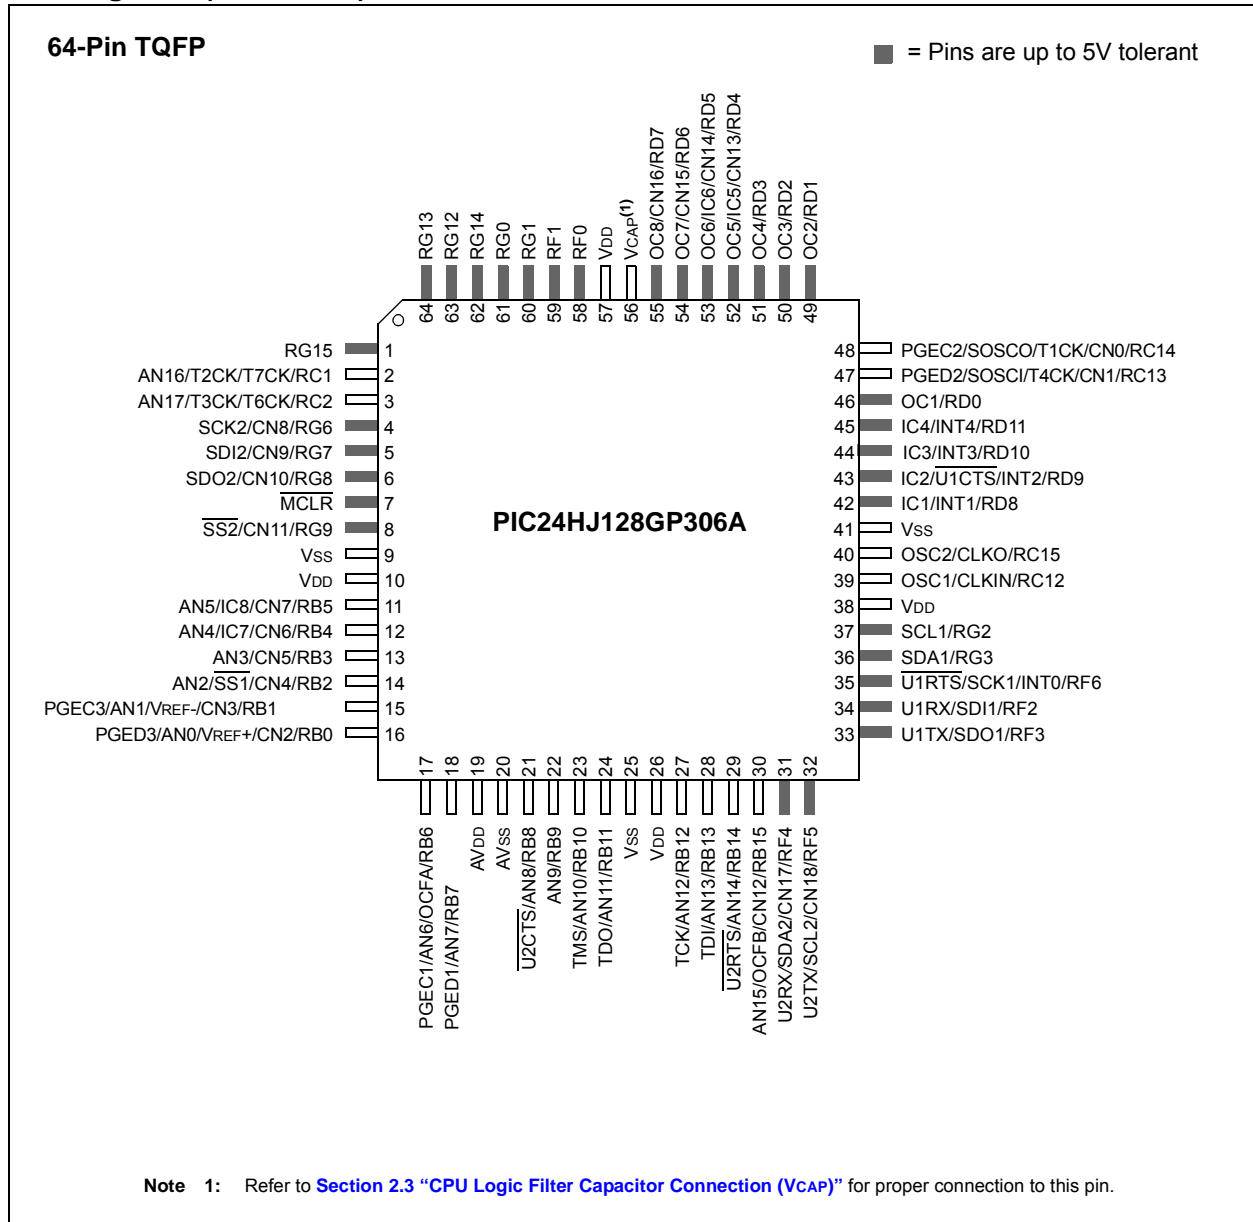 64-Pin TQFP
= Pins are up to 5V tolerant
RG13
RG12
RG14
RG0
RG1
RF1
RF0
VDD
VCAP(1)
OC8/CN16/RD7
OC7/CN15/RD6
OC6/IC6/CN14/RD5
OC5/IC5/CN13/RD4
OC4/RD3
OC3/RD2
OC2/RD1
64
63
62
61
60
59
58
57
56
55
54
53
52
51
50
49
RG15 1
AN16/T2CK/T7CK/RC1 2
AN17/T3CK/T6CK/RC2 3
SCK2/CN8/RG6 4
SDI2/CN9/RG7 5
SDO2/CN10/RG8 6
MCLR 7
SS2/CN11/RG9 8
VSS 9
VDD 10
AN5/IC8/CN7/RB5 11
AN4/IC7/CN6/RB4 12
AN3/CN5/RB3 13
AN2/SS1/CN4/RB2 14
PGEC3/AN1/VREF-/CN3/RB1 15
PGED3/AN0/VREF+/CN2/RB0 16
PIC24HJ128GP306A
48 PGEC2/SOSCO/T1CK/CN0/RC14
47 PGED2/SOSCI/T4CK/CN1/RC13
46 OC1/RD0
45 IC4/INT4/RD11
44 IC3/INT3/RD10
43 IC2/U1CTS/INT2/RD9
42 IC1/INT1/RD8
41 VSS
40 OSC2/CLKO/RC15
39 OSC1/CLKIN/RC12
38 VDD
37 SCL1/RG2
36 SDA1/RG3
35 U1RTS/SCK1/INT0/RF6
34 U1RX/SDI1/RF2
33 U1TX/SDO1/RF3
17
18
19
20
21
22
23
24
25
26
27
28
29
30
31
32
PGEC1/AN6/OCFA/RB6
PGED1/AN7/RB7
AVDD
AVSS
U2CTS/AN8/RB8
AN9/RB9
TMS/AN10/RB10
TDO/AN11/RB11
VSS
VDD
TCK/AN12/RB12
TDI/AN13/RB13
U2RTS/AN14/RB14
AN15/OCFB/CN12/RB15
U2RX/SDA2/CN17/RF4
U2TX/SCL2/CN18/RF5
Note 1: Refer to Section 2.3 “CPU Logic Filter Capacitor Connection (VCAP)” for proper connection to this pin.